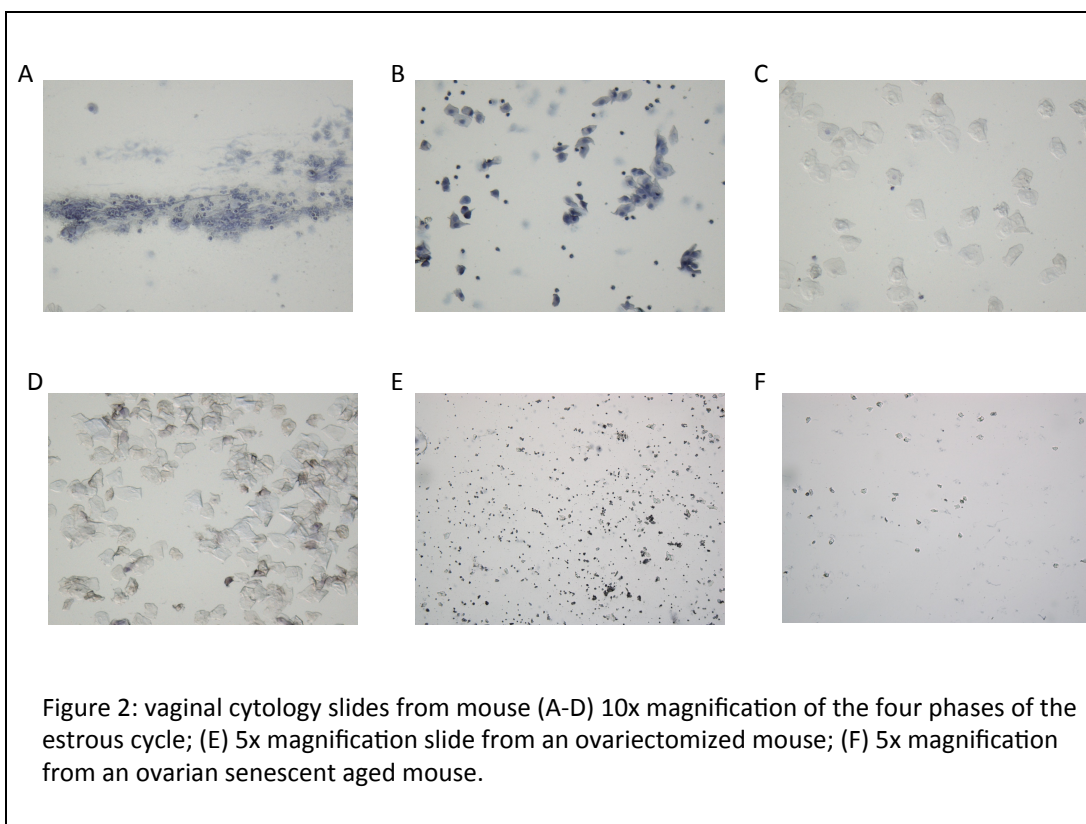 A
B
C
D
E
F
Figure 2: vaginal cytology slides from mouse (A-D) 10x magnification of the four phases of the
estrous cycle; (E) 5x magnification slide from an ovariectomized mouse; (F) 5x magnification
from an ovarian senescent aged mouse.